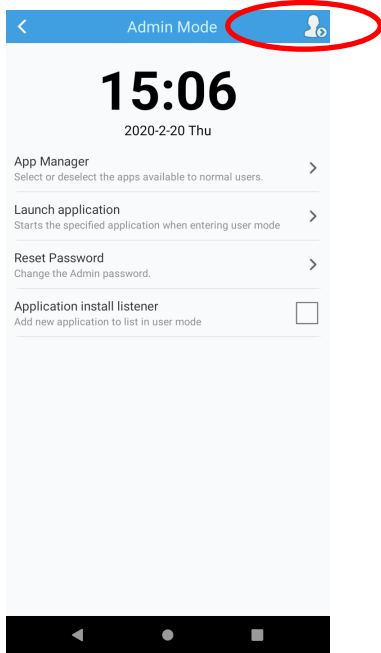 Admin Mode
15:06
2020-2-20 Thu
App Manager
Select or deselect the apps available to normal users.
Launch application
Starts the specified application when entering user mode
Reset Password
Change the Admin password.
Application install listener
Add new application to list in user mode